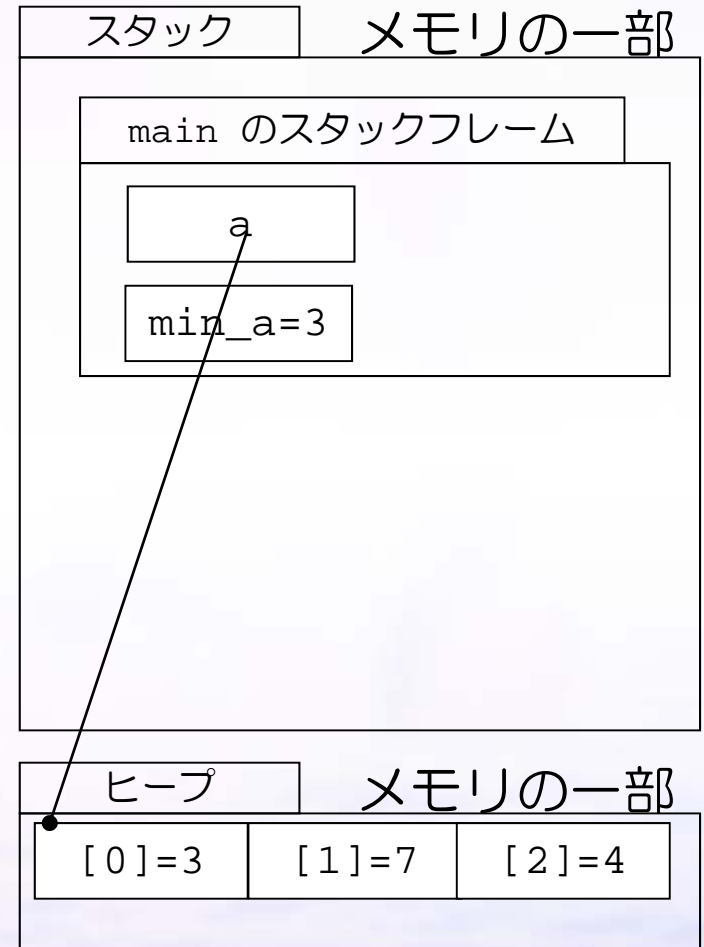 スタック
メモリの一部
main のスタックフレーム
a
min_a=3
ヒープ
メモリの一部
[0]=3
[1]=7
[2]=4